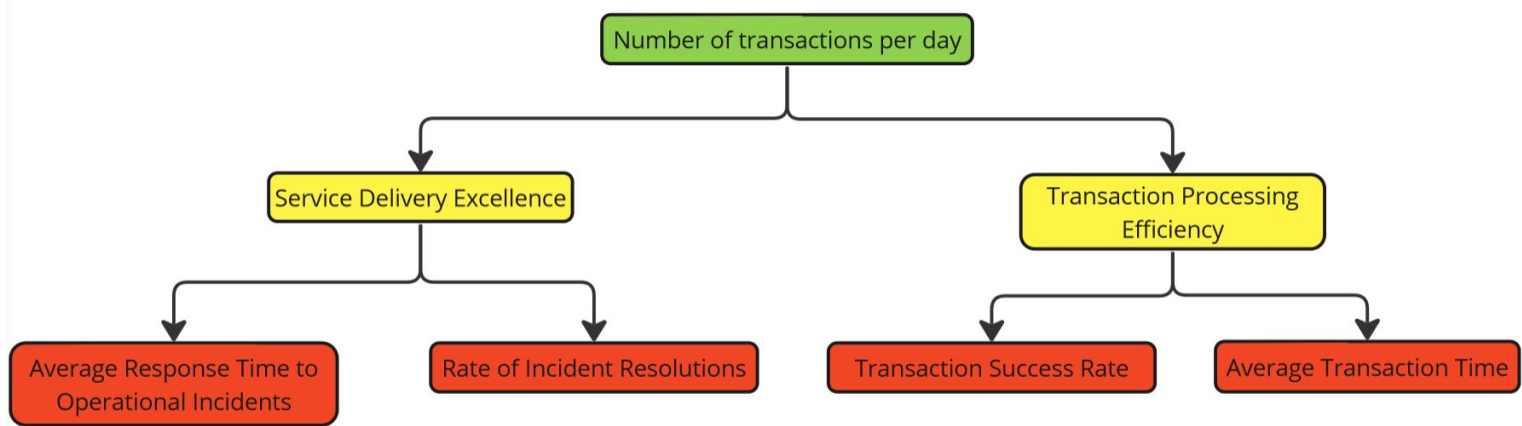 Number of transactions per day
Service Delivery Excellence
Transaction Processing
Efficiency
Average Response Time to
Operational Incidents
Rate of Incident Resolutions
Transaction Success Rate
Average Transaction Time